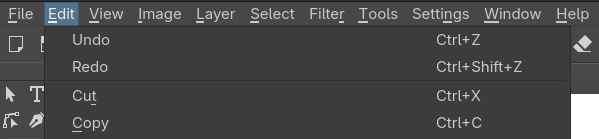 File Edit View Image Layer Select Filter Tools Settings Window Help
Undo Ctrl+Z
Redo Ctrl+Shift+Z
Cut Ctrl+X
Copy Ctrl+C